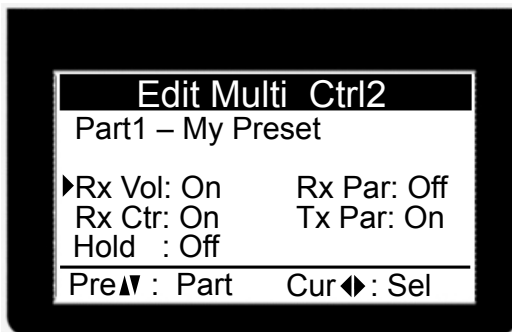 Edit Multi Ctrl2
Part1 – My Preset
Rx Vol: On Rx Par: Off
Rx Ctr: On Tx Par: On
Hold : Off
Pre : Part Cur : Sel